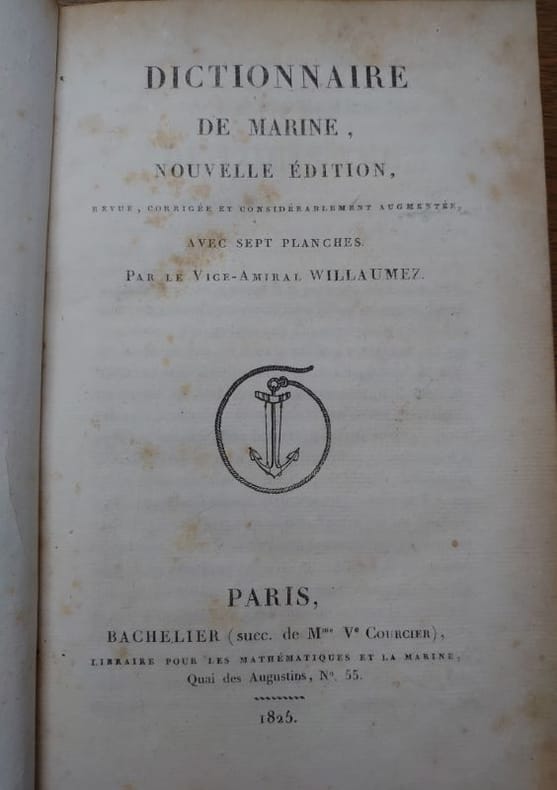 DICTIONNAIRE
DE MARINE,
NOUVELLE ÉDITION,
REVUE, CORRIGÉE ET CONSIDÉRABLEMENT AUGMENTÉE,
AVEC SEPT PLANCHES.
PAR LE VICE-AMIRAL WILLAUMEZ.
PARIS,
BACHELIER (succ. de Mme Ve COURCIER),
LIBRAIRE POUR LES MATHÉMATIQUES ET LA MARINE,
Quai des Augustins, No. 55.
1825.